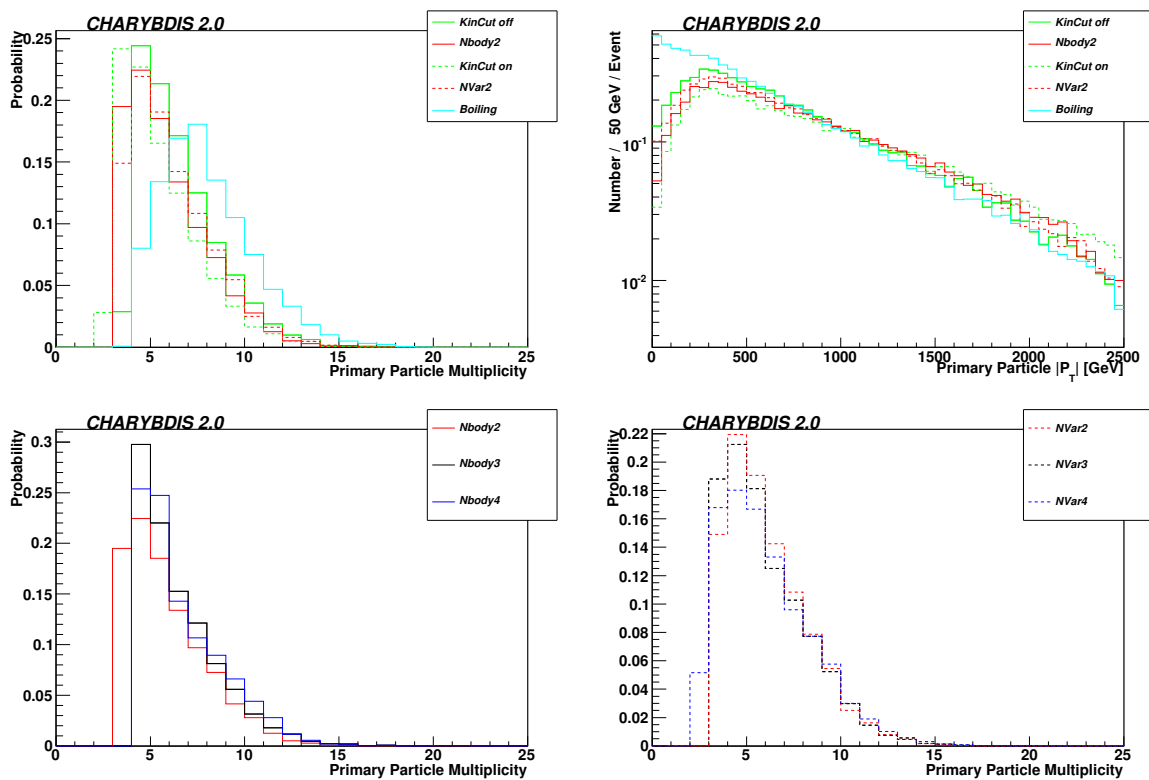 CHARYBDIS 2.0
Probability
0.25
0.2
0.15
0.1
0.05
0
0 5 10 15 20 25
Primary Particle Multiplicity
KinCut off
Nbody2
KinCut on
NVar2
Boiling
CHARYBDIS 2.0
Number / 50 GeV / Event
10-1
10-2
0 500 1000 1500 2000 2500
Primary Particle |PT| [GeV]
KinCut off
Nbody2
KinCut on
NVar2
Boiling
CHARYBDIS 2.0
Probability
0.3
0.25
0.2
0.15
0.1
0.05
0
0 5 10 15 20 25
Primary Particle Multiplicity
Nbody2
Nbody3
Nbody4
CHARYBDIS 2.0
Probability
0.22
0.2
0.18
0.16
0.14
0.12
0.1
0.08
0.06
0.04
0.02
0
0 5 10 15 20 25
Primary Particle Multiplicity
NVar2
NVar3
NVar4